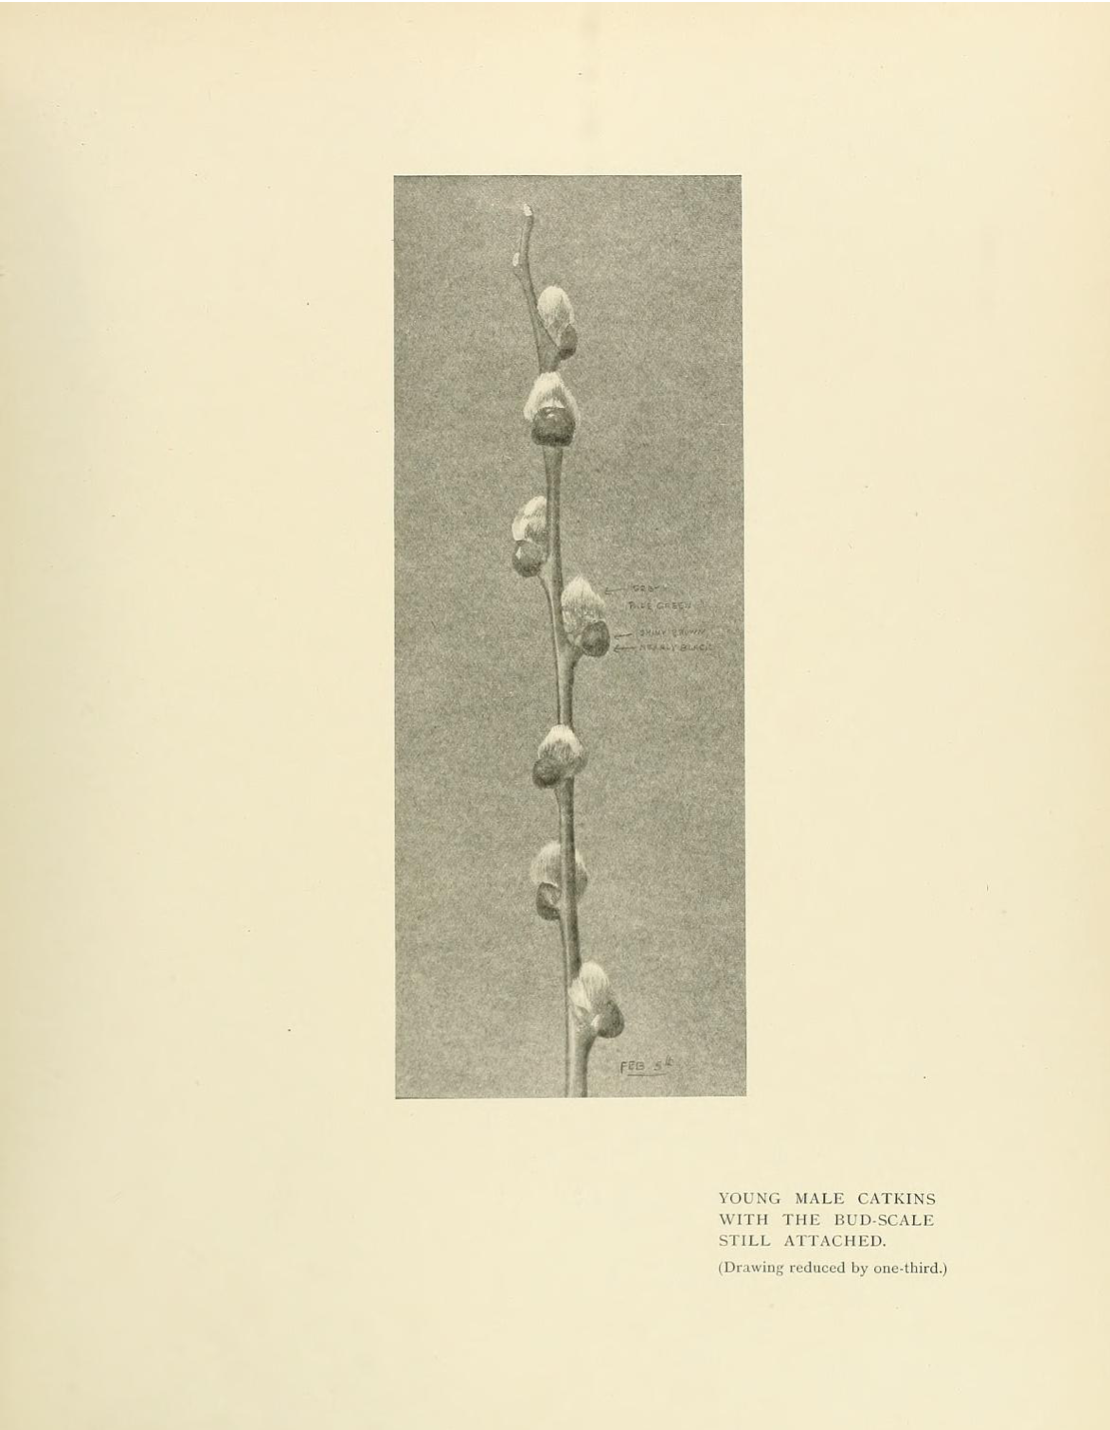 PALE GREEN
SHINY BROWN
NEARLY BLACK
FEB 5th
YOUNG MALE CATKINS
WITH THE BUD-SCALE
STILL ATTACHED.
(Drawing reduced by one-third.)